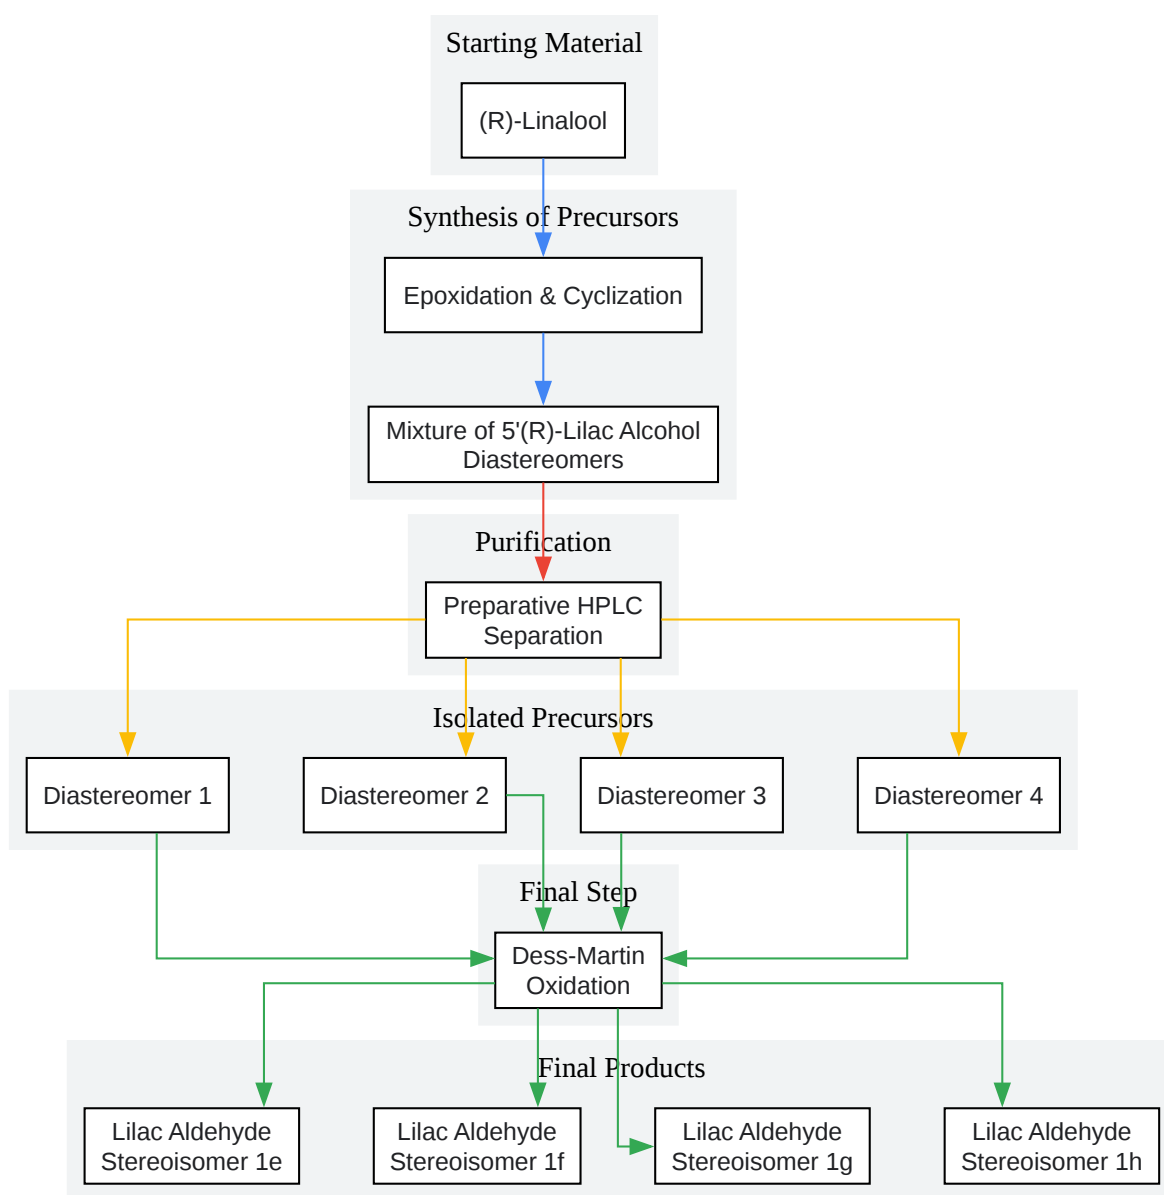 Starting Material
(R)-Linalool
Synthesis of Precursors
Epoxidation & Cyclization
Mixture of 5'(R)-Lilac Alcohol
Diastereomers
Purification
Preparative HPLC
Separation
Isolated Precursors
Diastereomer 1
Diastereomer 2
Diastereomer 3
Diastereomer 4
Final Step
Dess-Martin
Oxidation
Final Products
Lilac Aldehyde
Stereoisomer 1e
Lilac Aldehyde
Stereoisomer 1f
Lilac Aldehyde
Stereoisomer 1g
Lilac Aldehyde
Stereoisomer 1h